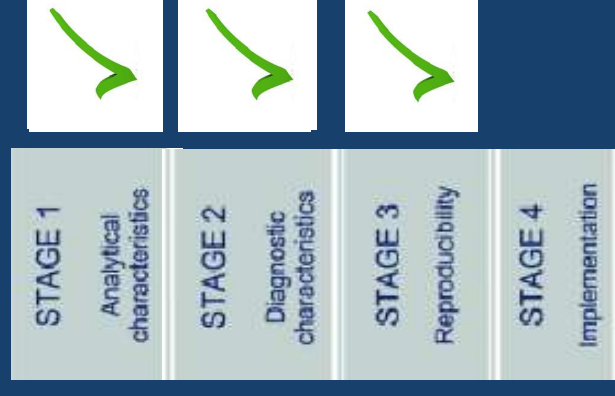 STAGE 1
Analytical
characteristics
STAGE 2
Diagnostic
characteristics
STAGE 3
Reproducibility
STAGE 4
Implementation